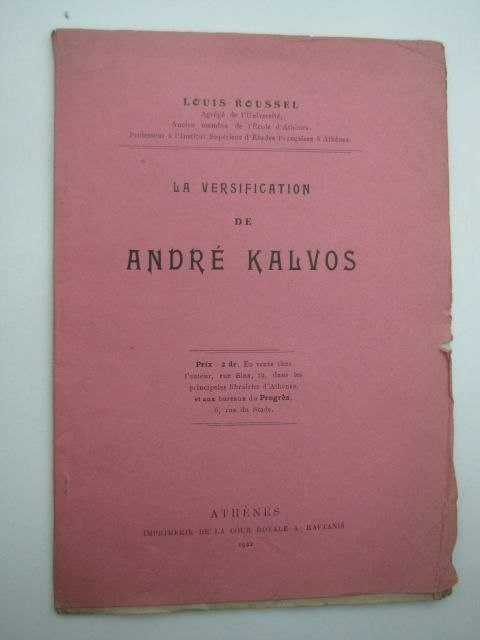 LOUIS ROUSSEL
Agrégé de l'Université,
Ancien membre de l'École d'Athènes,
Professeur à l'Institut Supérieur d'Études Françaises à Athènes.
LA VERSIFICATION
DE
ANDRÉ KALVOS
Prix : 2 dr. En vente chez
l'auteur, rue Sina, 19, dans les
principales librairies d'Athènes,
et aux bureaux du Progrès,
6, rue du Stade.
ATHÈNES
IMPRIMERIE DE LA COUR ROYALE A. RAFTANIS
1922